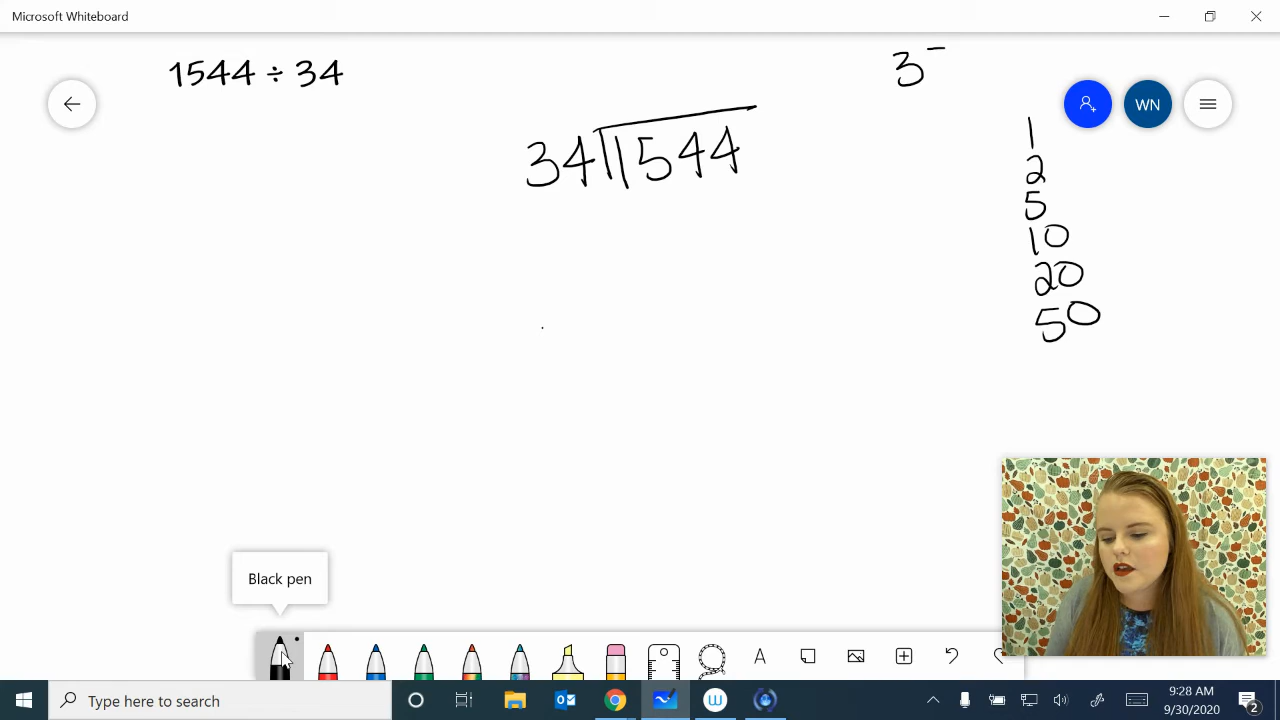 Microsoft Whiteboard
1544 ÷ 34
3
WN
34 1544
1
2
5
10
20
50
Black pen
A
Type here to search
9:28 AM
9/30/2020
2